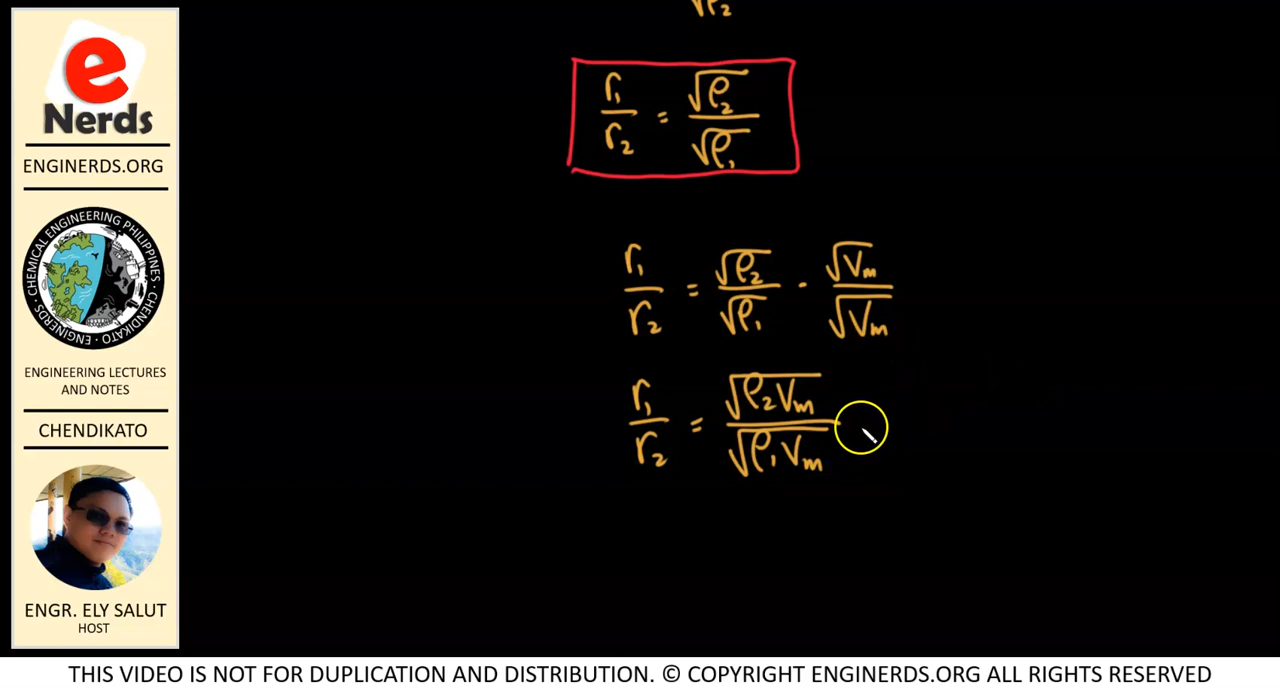 √ρ₂
r₁/r₂ = √ρ₂/√ρ₁
r₁/r₂ = √ρ₂/√ρ₁ · √Vₘ/√Vₘ
r₁/r₂ = √ρ₂Vₘ/√ρ₁Vₘ
e
Nerds
ENGINERDS.ORG
CHEMICAL ENGINEERING PHILIPPINES
• CHENDIKATO • ENGINERDS •
ENGINEERING LECTURES
AND NOTES
CHENDIKATO
ENGR. ELY SALUT
HOST
THIS VIDEO IS NOT FOR DUPLICATION AND DISTRIBUTION. © COPYRIGHT ENGINERDS.ORG ALL RIGHTS RESERVED